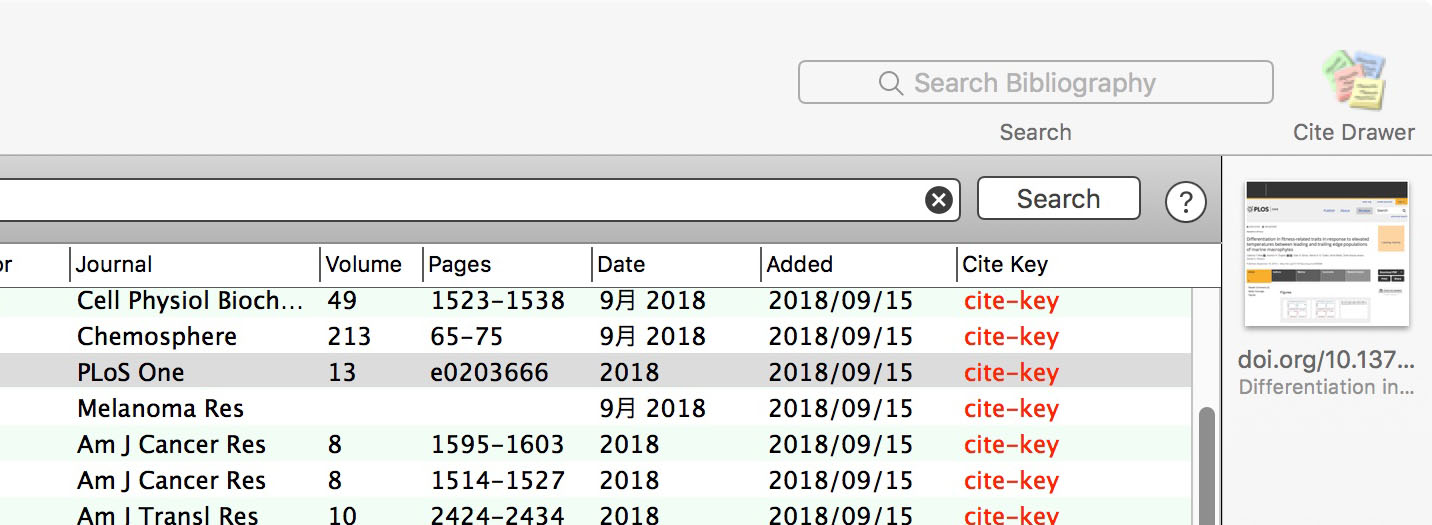 Search Bibliography
Search
Cite Drawer
Search
?
or Journal Volume Pages Date Added Cite Key
Cell Physiol Bioch... 49 1523-1538 9月 2018 2018/09/15 cite-key
Chemosphere 213 65-75 9月 2018 2018/09/15 cite-key
PLoS One 13 e0203666 2018 2018/09/15 cite-key
Melanoma Res 9月 2018 2018/09/15 cite-key
Am J Cancer Res 8 1595-1603 2018 2018/09/15 cite-key
Am J Cancer Res 8 1514-1527 2018 2018/09/15 cite-key
Am J Transl Res 10 2424-2434 2018 2018/09/15 cite-key
PLOS ONE
Differentiation in fitness-related traits in response to elevated
temperatures between leading and trailing edge populations
of marine macrophytes
Figures
doi.org/10.137...
Differentiation in...